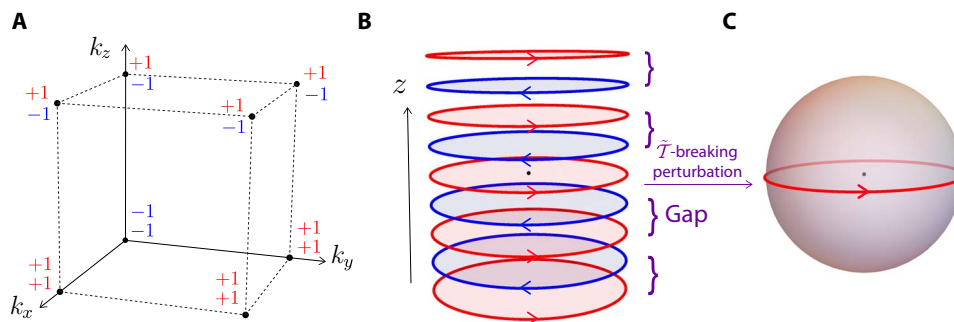 A
k_z
+1
−1
+1
−1
+1
−1
+1
−1
−1
−1
+1
+1
+1
+1
+1
+1
k_x
k_y
B
z
} Gap
𝒯̃-breaking
perturbation
C